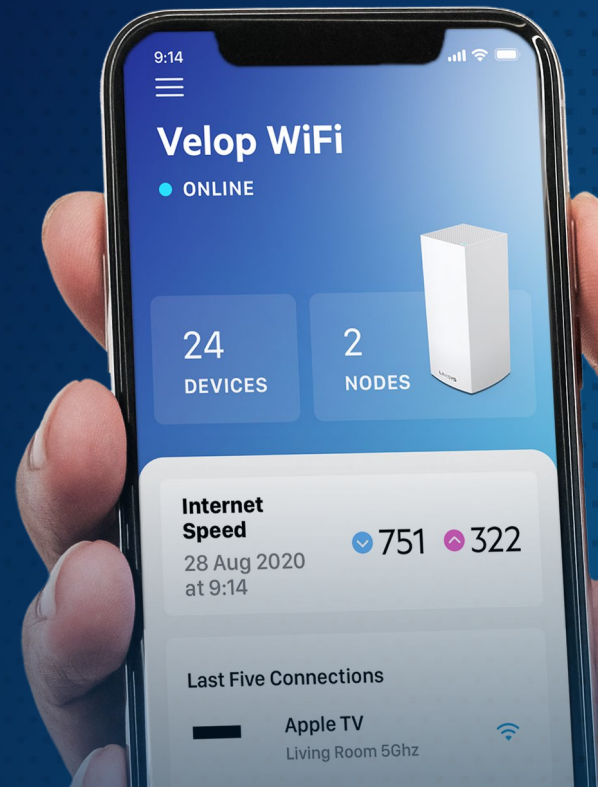 9:14
Velop WiFi
ONLINE
24
DEVICES
2
NODES
LINKSYS
Internet
Speed
28 Aug 2020
at 9:14
751 322
Last Five Connections
Apple TV
Living Room 5Ghz